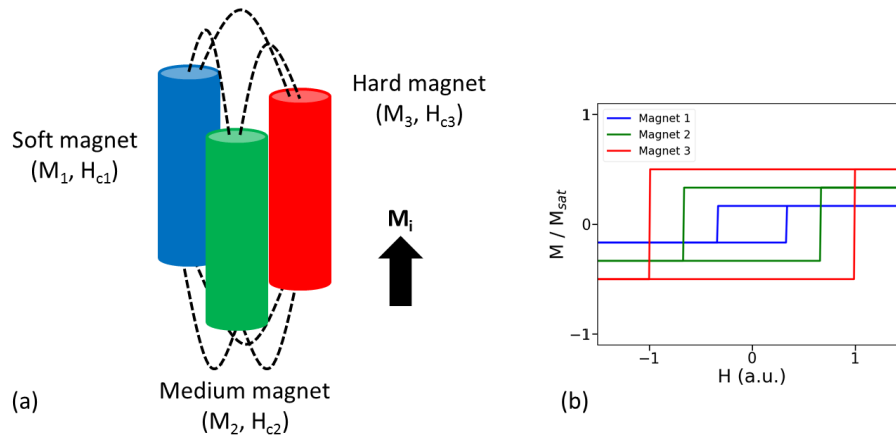 Hard magnet
(M3, Hc3)
Soft magnet
(M1, Hc1)
Mi
Medium magnet
(M2, Hc2)
(a)
Magnet 1
Magnet 2
Magnet 3
1
0
−1
M / Msat
−1 0 1
H (a.u.)
(b)